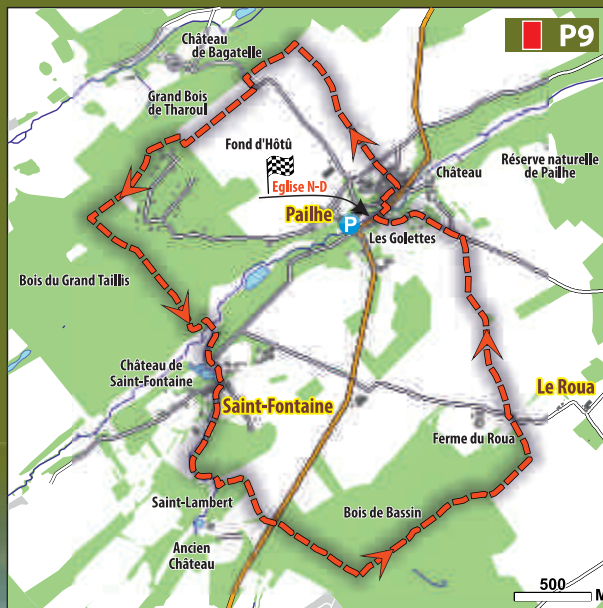 P9
Château
de Bagatelle
Grand Bois
de Tharoul
Fond d'Hôtû
Eglise N-D
Château
Réserve naturelle
de Pailhe
Pailhe
P
Les Golettes
Bois du Grand Taillis
Château de
Saint-Fontaine
Saint-Fontaine
Le Roua
Ferme du Roua
Saint-Lambert
Bois de Bassin
Ancien
Château
500
M